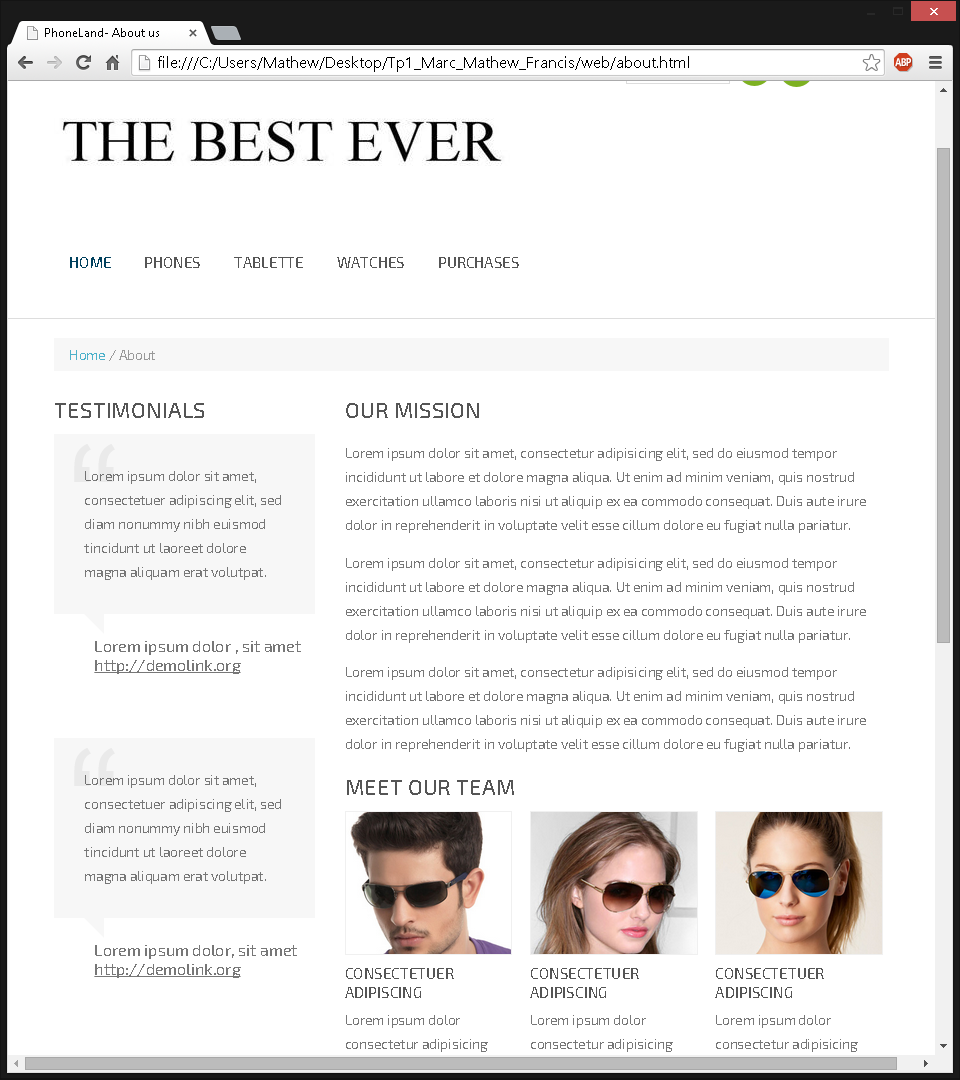 PhoneLand- About us
file:///C:/Users/Mathew/Desktop/Tp1_Marc_Mathew_Francis/web/about.html
ABP
THE BEST EVER
HOME PHONES TABLETTE WATCHES PURCHASES
Home / About
TESTIMONIALS
“
Lorem ipsum dolor sit amet,
consectetuer adipiscing elit, sed
diam nonummy nibh euismod
tincidunt ut laoreet dolore
magna aliquam erat volutpat.
Lorem ipsum dolor , sit amet
http://demolink.org
“
Lorem ipsum dolor sit amet,
consectetuer adipiscing elit, sed
diam nonummy nibh euismod
tincidunt ut laoreet dolore
magna aliquam erat volutpat.
Lorem ipsum dolor, sit amet
http://demolink.org
OUR MISSION
Lorem ipsum dolor sit amet, consectetur adipisicing elit, sed do eiusmod tempor
incididunt ut labore et dolore magna aliqua. Ut enim ad minim veniam, quis nostrud
exercitation ullamco laboris nisi ut aliquip ex ea commodo consequat. Duis aute irure
dolor in reprehenderit in voluptate velit esse cillum dolore eu fugiat nulla pariatur.
Lorem ipsum dolor sit amet, consectetur adipisicing elit, sed do eiusmod tempor
incididunt ut labore et dolore magna aliqua. Ut enim ad minim veniam, quis nostrud
exercitation ullamco laboris nisi ut aliquip ex ea commodo consequat. Duis aute irure
dolor in reprehenderit in voluptate velit esse cillum dolore eu fugiat nulla pariatur.
Lorem ipsum dolor sit amet, consectetur adipisicing elit, sed do eiusmod tempor
incididunt ut labore et dolore magna aliqua. Ut enim ad minim veniam, quis nostrud
exercitation ullamco laboris nisi ut aliquip ex ea commodo consequat. Duis aute irure
dolor in reprehenderit in voluptate velit esse cillum dolore eu fugiat nulla pariatur.
MEET OUR TEAM
CONSECTETUER
ADIPISCING
Lorem ipsum dolor
consectetur adipisicing
CONSECTETUER
ADIPISCING
Lorem ipsum dolor
consectetur adipisicing
CONSECTETUER
ADIPISCING
Lorem ipsum dolor
consectetur adipisicing